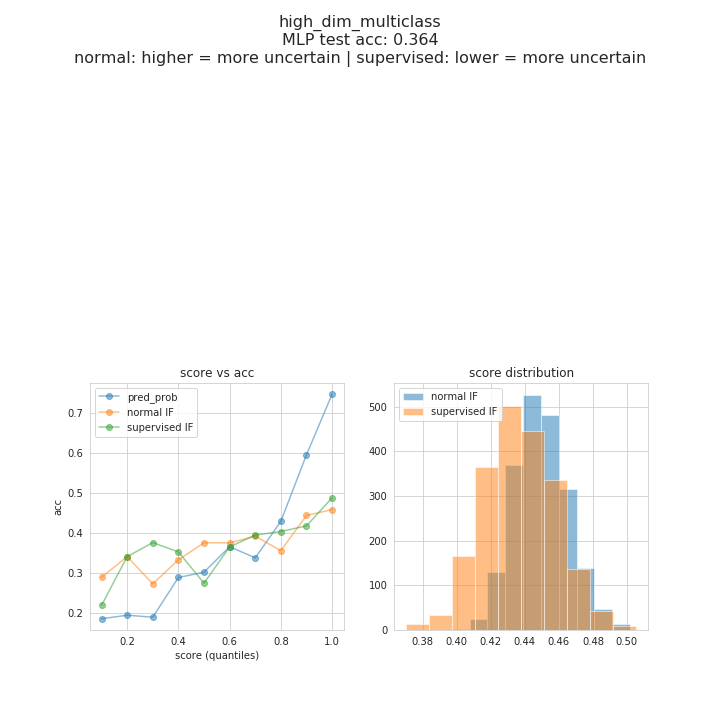 high_dim_multiclass
MLP test acc: 0.364
normal: higher = more uncertain | supervised: lower = more uncertain
score vs acc
pred_prob
normal IF
supervised IF
acc
0.7
0.6
0.5
0.4
0.3
0.2
0.2 0.4 0.6 0.8 1.0
score (quantiles)
score distribution
normal IF
supervised IF
500
400
300
200
100
0
0.38 0.40 0.42 0.44 0.46 0.48 0.50